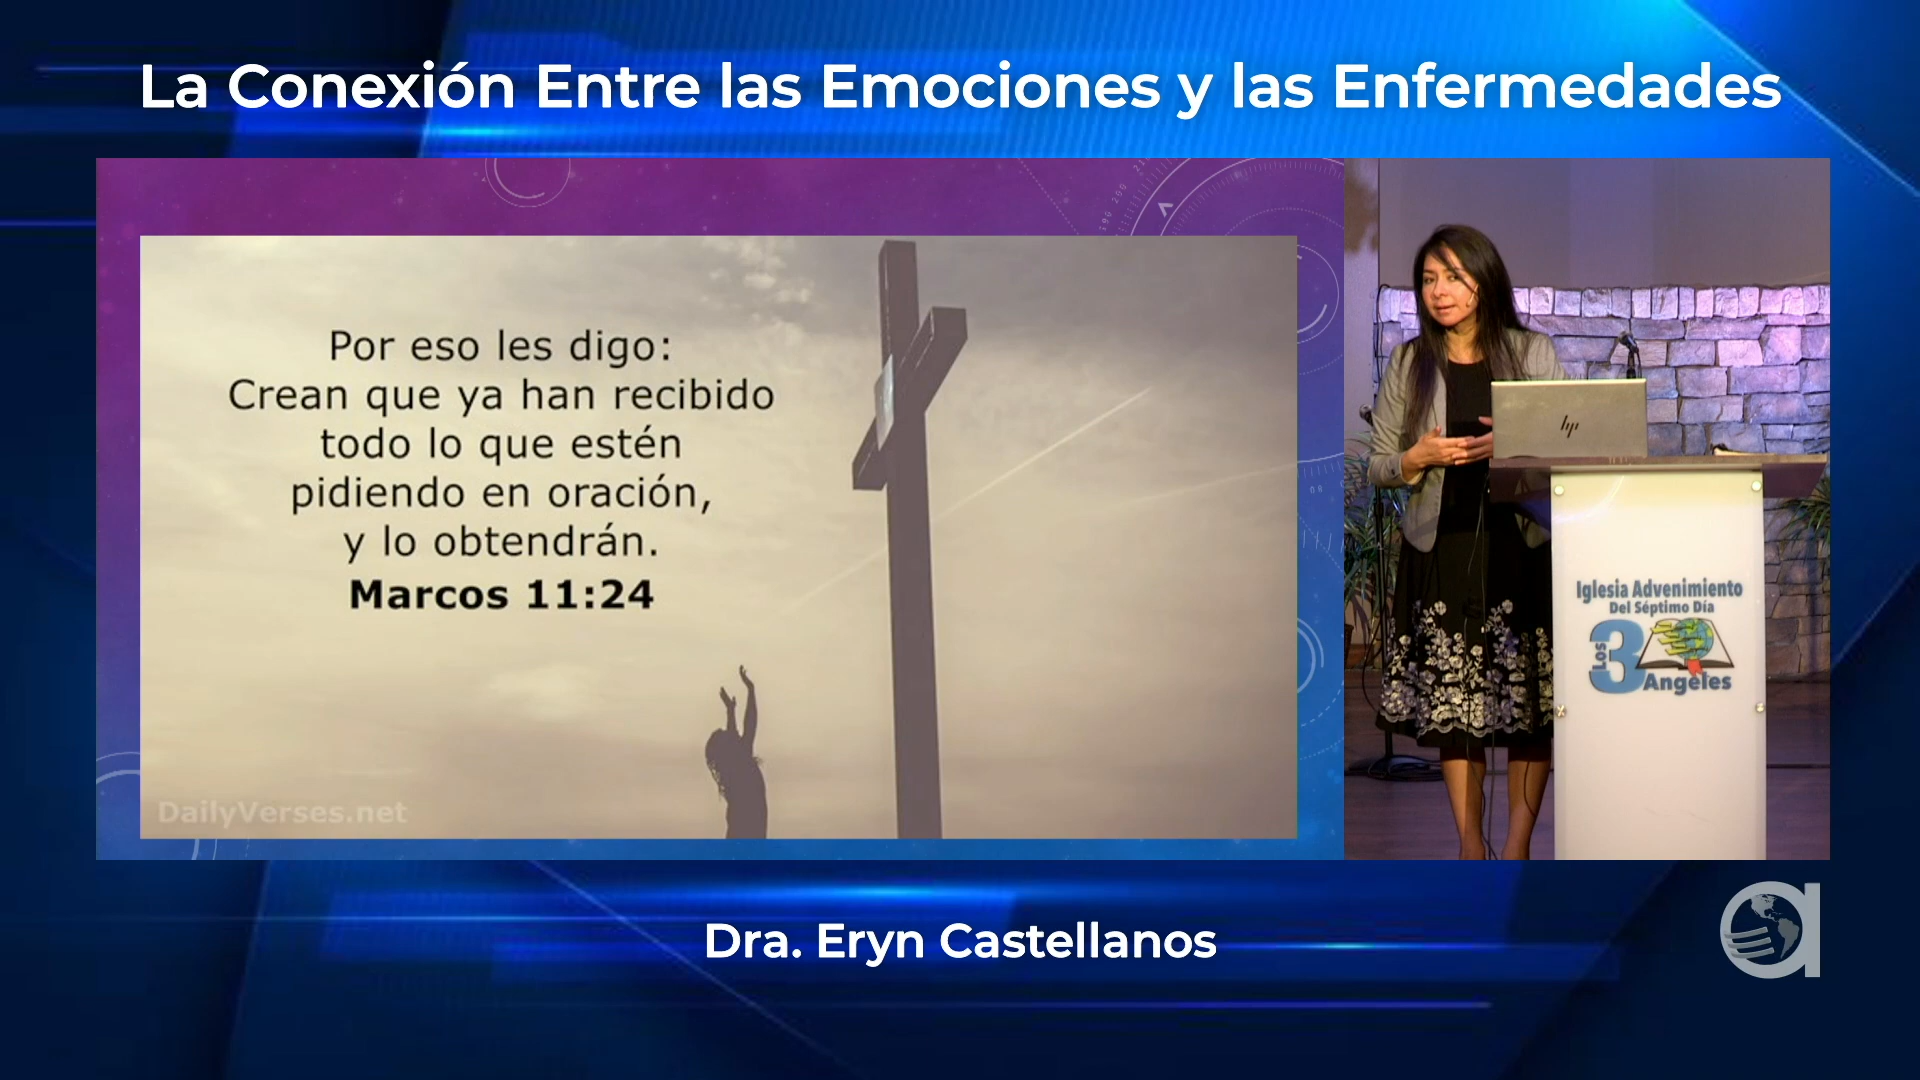 La Conexión Entre las Emociones y las Enfermedades
Por eso les digo:
Crean que ya han recibido
todo lo que estén
pidiendo en oración,
y lo obtendrán.
Marcos 11:24
DailyVerses.net
hp
Iglesia Advenimiento
Del Séptimo Día
Los 3
Angeles
Dra. Eryn Castellanos